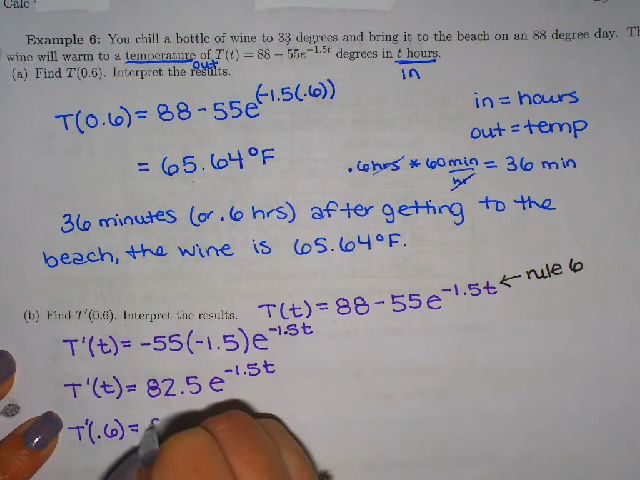 Calc
Example 6: You chill a bottle of wine to 33 degrees and bring it to the beach on an 88 degree day.
wine will warm to a temperature of T(t) = 88 − 55e^{−1.5t} degrees in t hours.
out
in
(a) Find T(0.6). Interpret the results.
T(0.6) = 88 - 55e^{(-1.5(.6))}
in = hours
out = temp
= 65.64°F
.6 hrs * 60 min/hr = 36 min
36 minutes (or .6 hrs) after getting to the
beach, the wine is 65.64°F.
(b) Find T'(0.6). Interpret the results.
T(t) = 88 - 55e^{-1.5t} ← rule 6
T'(t) = -55(-1.5)e^{-1.5t}
T'(t) = 82.5e^{-1.5t}
T'(.6) =